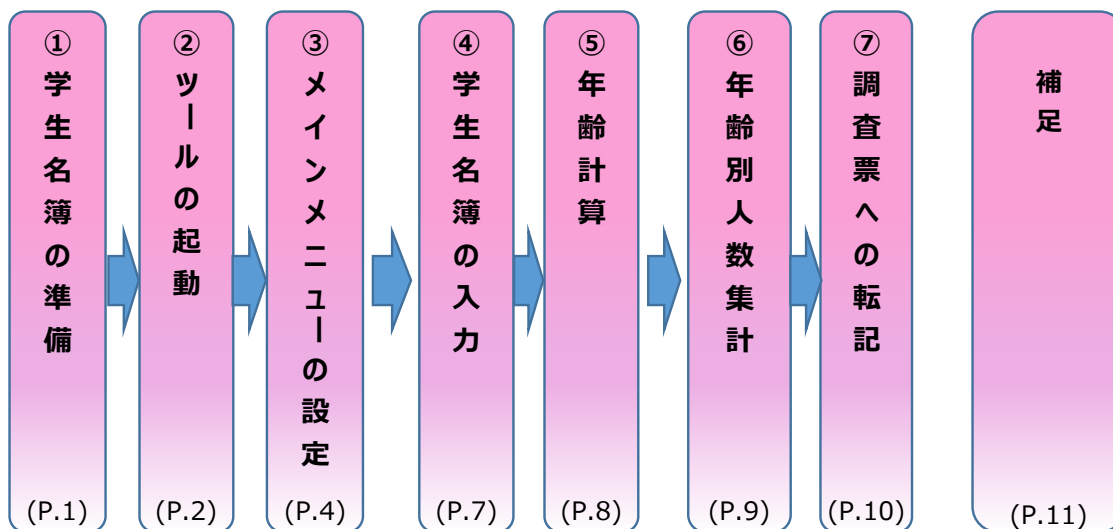 ①学生名簿の準備
(P.1)
②ツールの起動
(P.2)
③メインメニューの設定
(P.4)
④学生名簿の入力
(P.7)
⑤年齢計算
(P.8)
⑥年齢別人数集計
(P.9)
⑦調査票への転記
(P.10)
補足
(P.11)